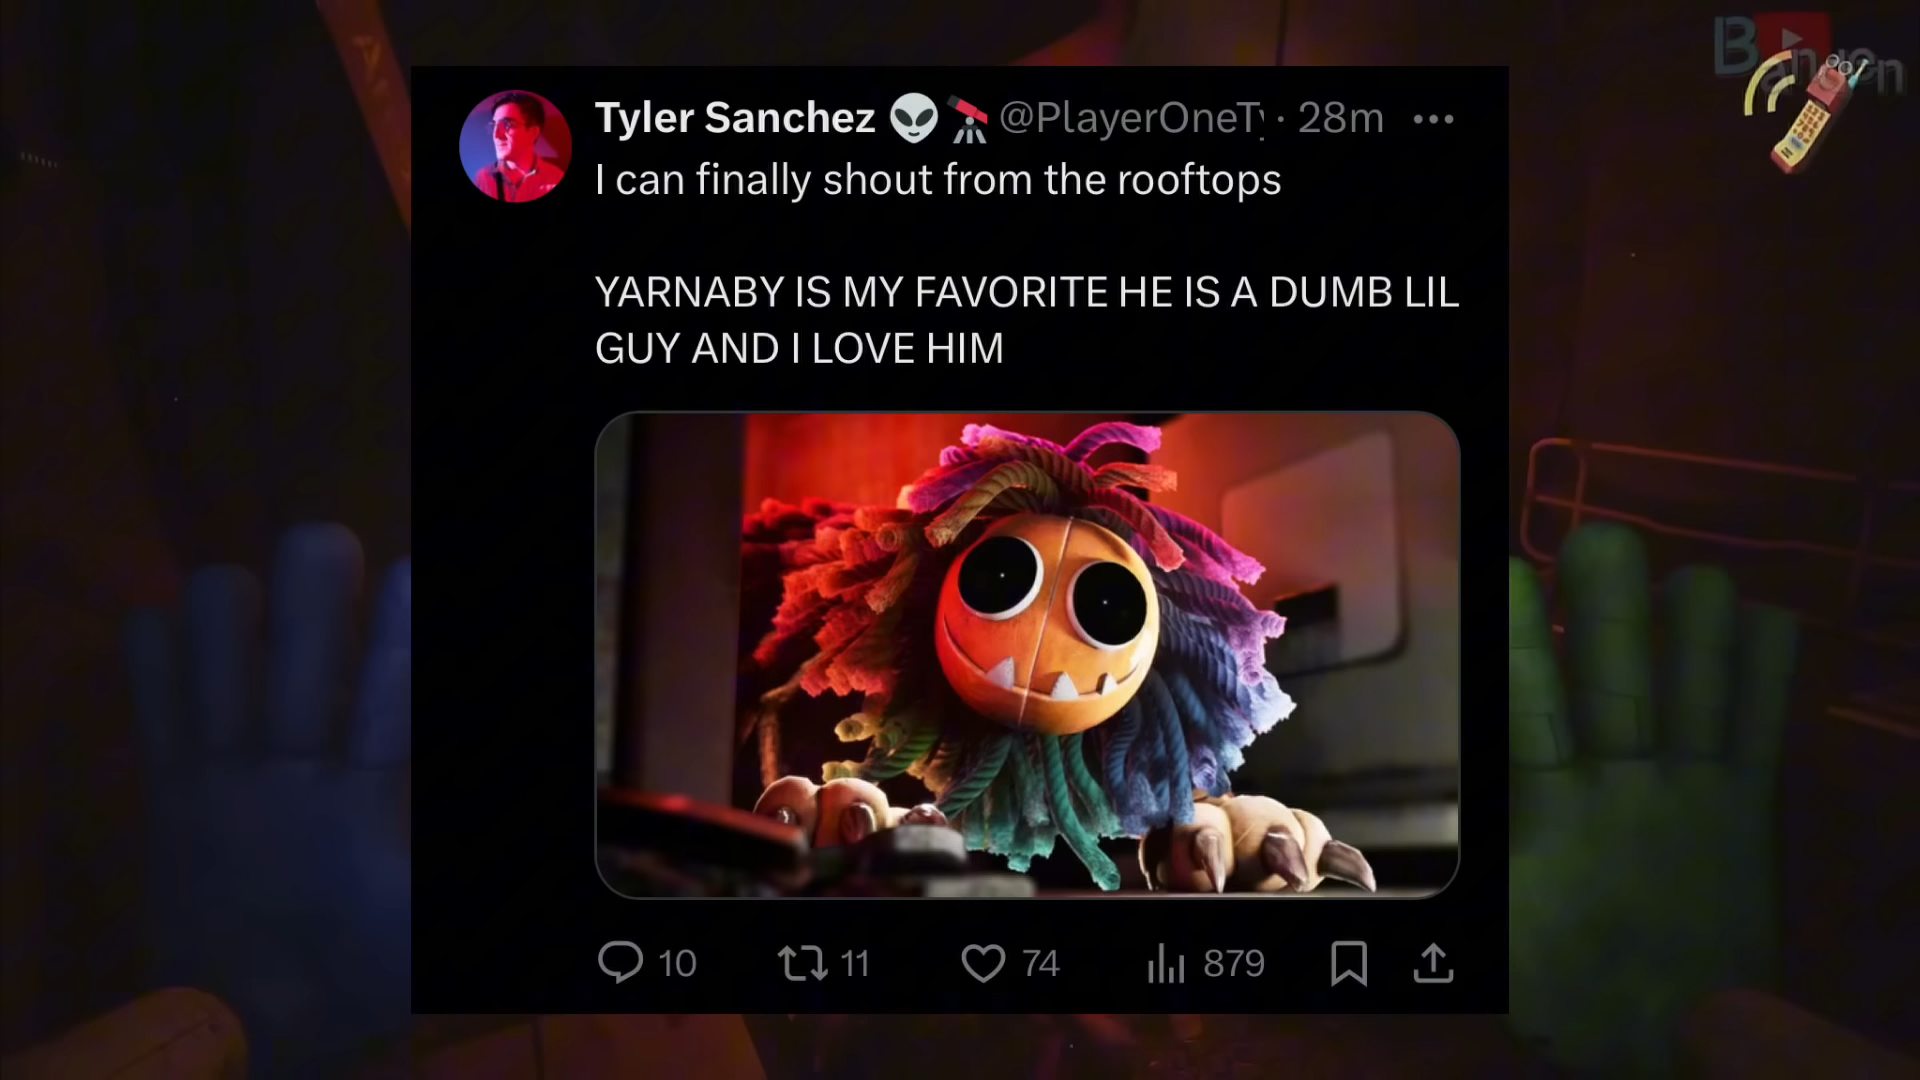 Tyler Sanchez 👽🔭 @PlayerOneTy · 28m
I can finally shout from the rooftops
YARNABY IS MY FAVORITE HE IS A DUMB LIL
GUY AND I LOVE HIM
10 11 74 879